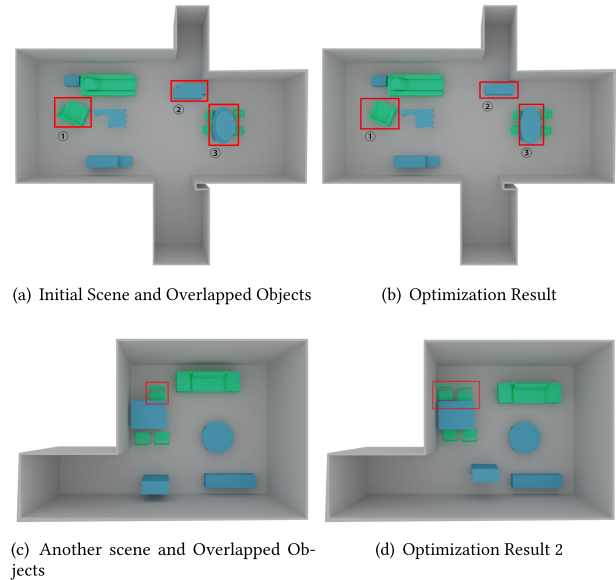 ① ② ③
① ② ③
(a) Initial Scene and Overlapped Objects
(b) Optimization Result
(c) Another scene and Overlapped Ob-
jects
(d) Optimization Result 2